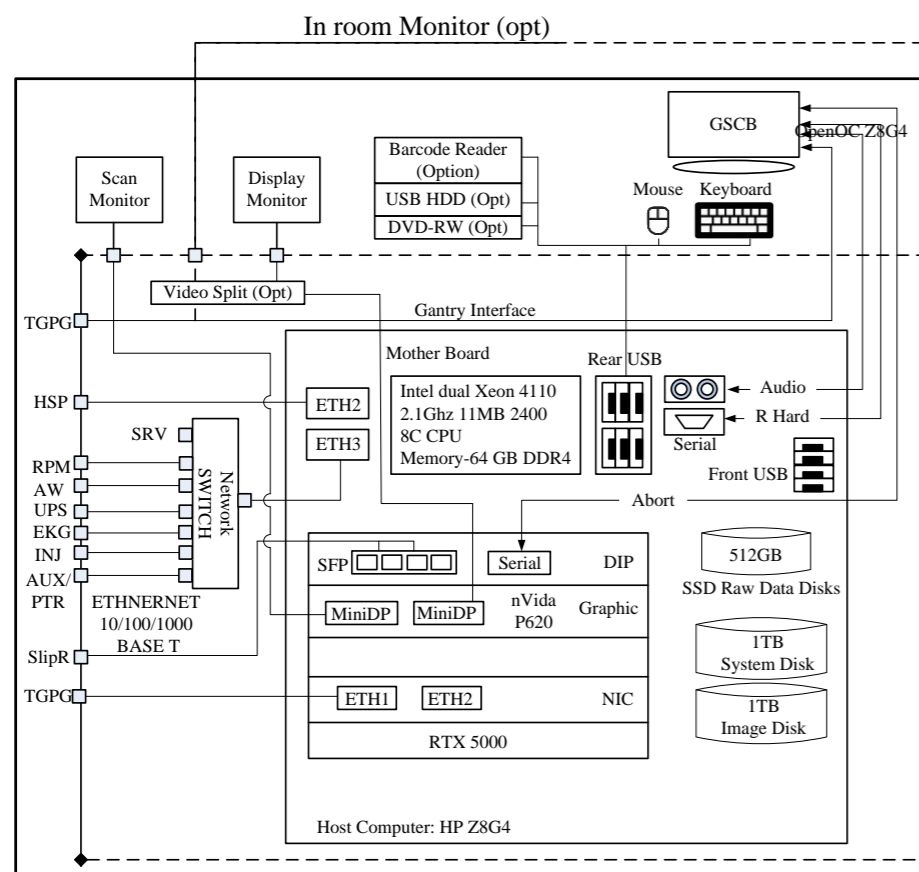 In room Monitor (opt)
GSCB
OpenOC Z8G4
Barcode Reader
(Option)
USB HDD (Opt)
DVD-RW (Opt)
Scan
Monitor
Display
Monitor
Mouse
Keyboard
Video Split (Opt)
TGPG
Gantry Interface
Mother Board
Rear USB
Intel dual Xeon 4110
2.1Ghz 11MB 2400
8C CPU
Memory-64 GB DDR4
Audio
R Hard
Serial
Front USB
HSP
ETH2
SRV
ETH3
RPM
AW
UPS
EKG
INJ
AUX/
PTR
Network
SWITCH
ETHNERNET
10/100/1000
BASE T
Abort
SFP
Serial
DIP
512GB
SSD Raw Data Disks
MiniDP
MiniDP
nVida
P620
Graphic
SlipR
1TB
System Disk
TGPG
ETH1
ETH2
NIC
1TB
Image Disk
RTX 5000
Host Computer: HP Z8G4